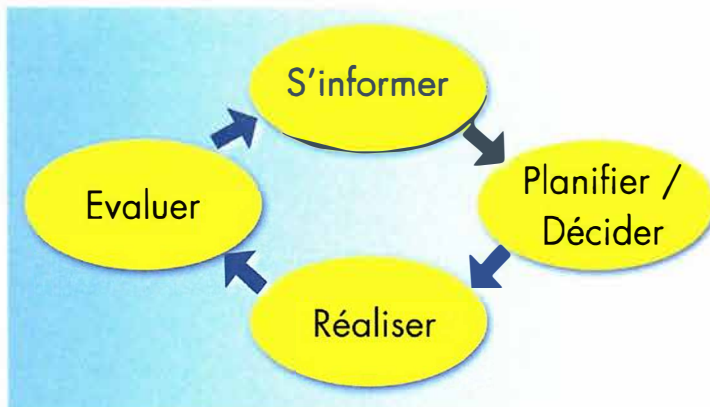 S'informer
Planifier /
Décider
Réaliser
Evaluer